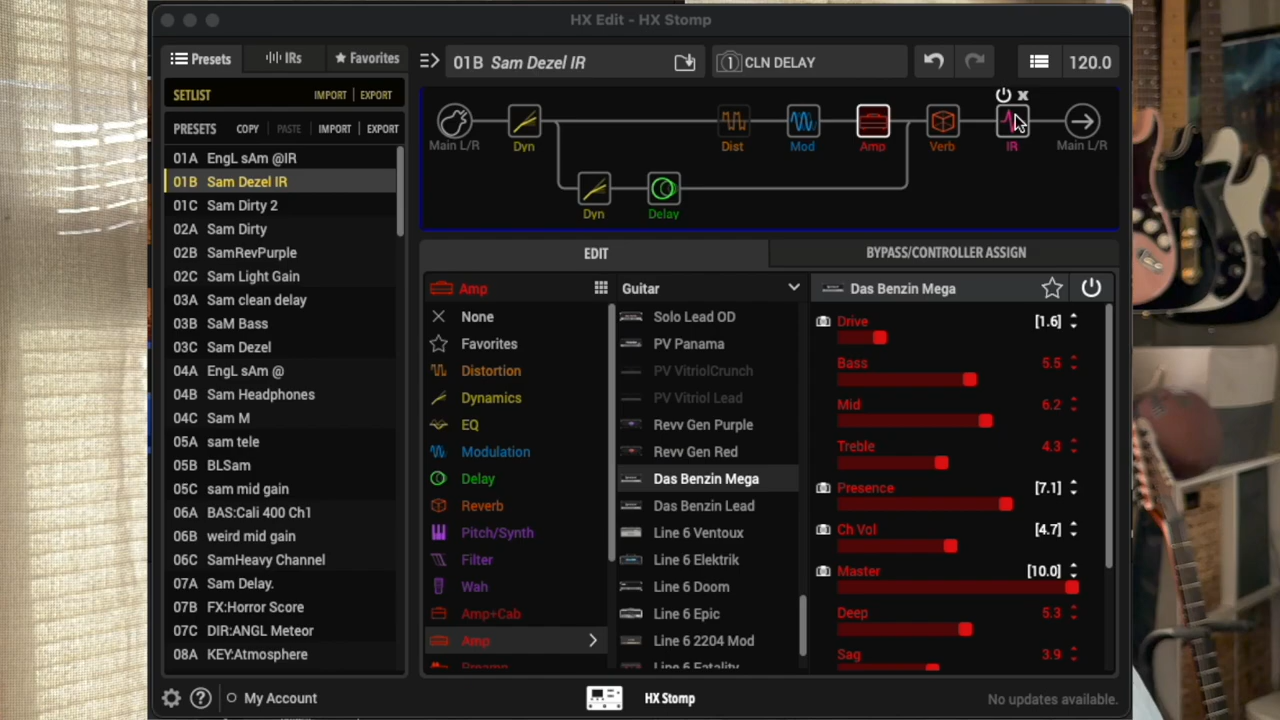 HX Edit - HX Stomp
Presets
IRs
Favorites
01B Sam Dezel IR
1 CLN DELAY
120.0
SETLIST IMPORT EXPORT
PRESETS COPY PASTE IMPORT EXPORT
01A EngL sAm @IR
01B Sam Dezel IR
01C Sam Dirty 2
02A Sam Dirty
02B SamRevPurple
02C Sam Light Gain
03A Sam clean delay
03B SaM Bass
03C Sam Dezel
04A EngL sAm @
04B Sam Headphones
04C Sam M
05A sam tele
05B BLSam
05C sam mid gain
06A BAS:Cali 400 Ch1
06B weird mid gain
06C SamHeavy Channel
07A Sam Delay.
07B FX:Horror Score
07C DIR:ANGL Meteor
08A KEY:Atmosphere
Main L/R
Dyn
Dist
Mod
Amp
Verb
IR
Main L/R
Dyn
Delay
EDIT
BYPASS/CONTROLLER ASSIGN
Amp
None
Favorites
Distortion
Dynamics
EQ
Modulation
Delay
Reverb
Pitch/Synth
Filter
Wah
Amp+Cab
Amp
Preamp
Guitar
Solo Lead OD
PV Panama
PV VitriolCrunch
PV Vitriol Lead
Revv Gen Purple
Revv Gen Red
Das Benzin Mega
Das Benzin Lead
Line 6 Ventoux
Line 6 Elektrik
Line 6 Doom
Line 6 Epic
Line 6 2204 Mod
Line 6 Fatality
Das Benzin Mega
Drive [1.6]
Bass 5.5
Mid 6.2
Treble 4.3
Presence [7.1]
Ch Vol [4.7]
Master [10.0]
Deep 5.3
Sag 3.9
My Account
HX Stomp
No updates available.